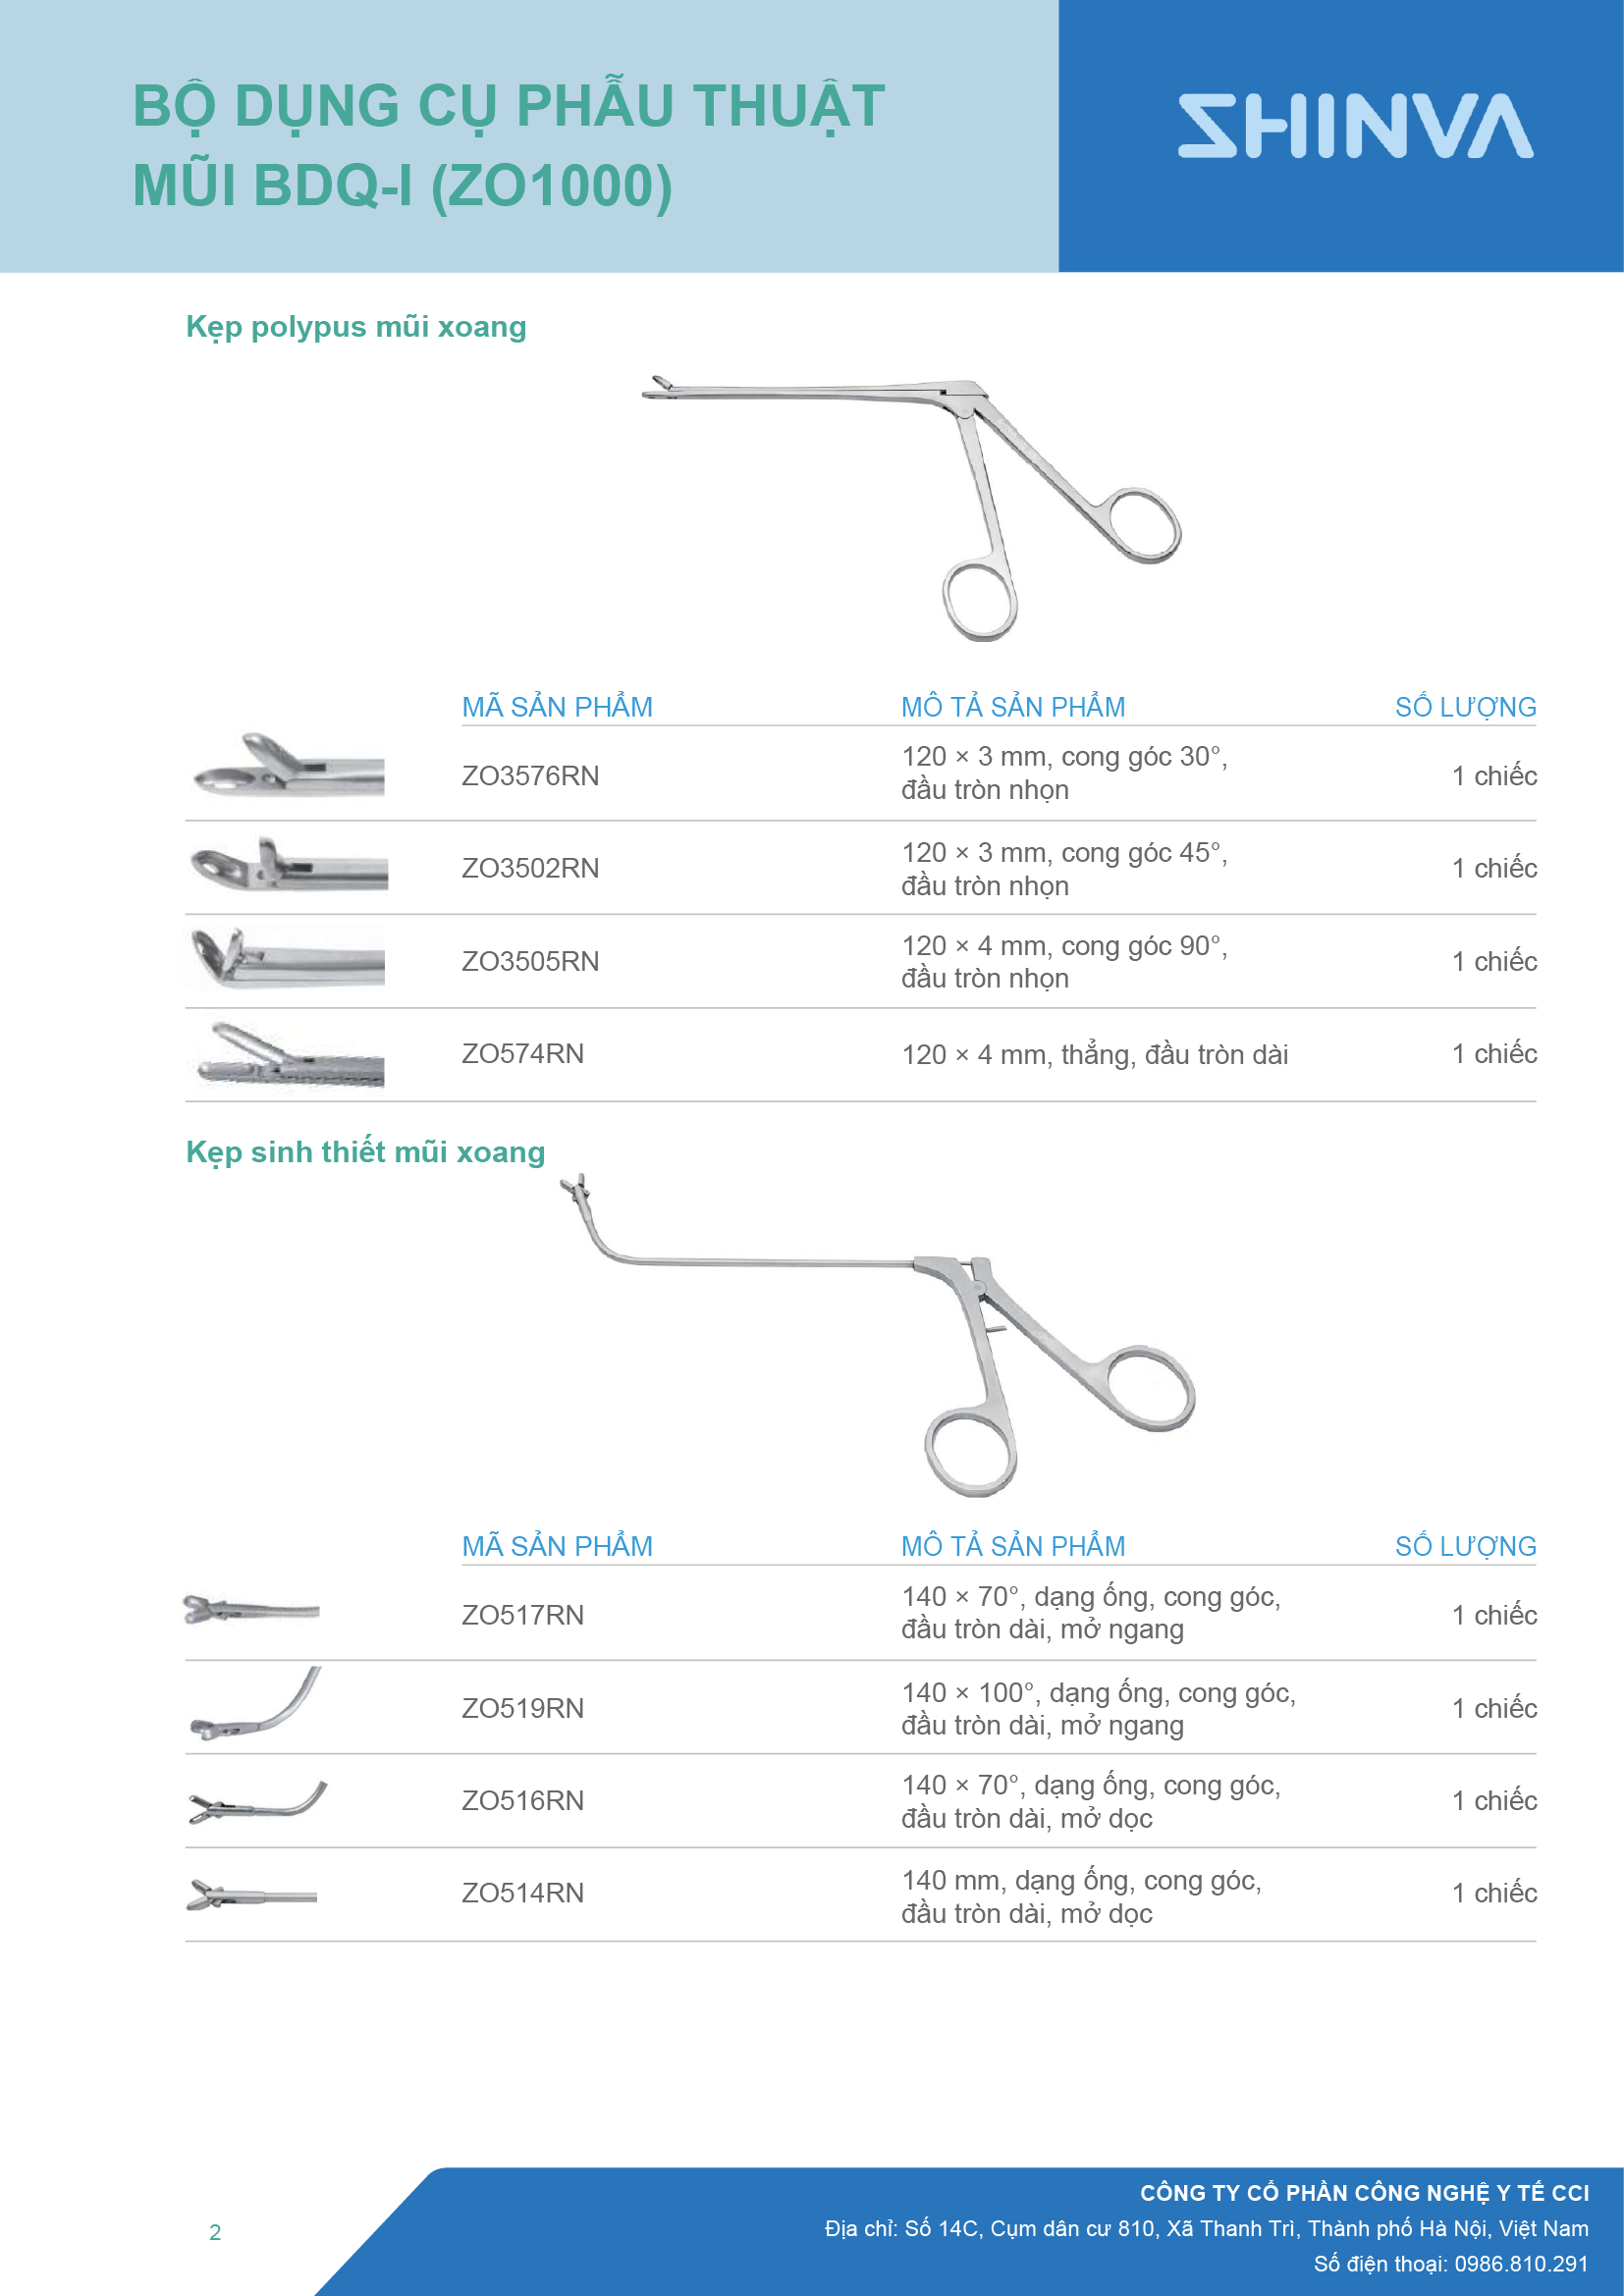 BỘ DỤNG CỤ PHẪU THUẬT
MŨI BDQ-I (ZO1000)
SHINVA
Kẹp polypus mũi xoang
MÃ SẢN PHẨM MÔ TẢ SẢN PHẨM SỐ LƯỢNG
ZO3576RN 120 × 3 mm, cong góc 30°, 1 chiếc
đầu tròn nhọn
ZO3502RN 120 × 3 mm, cong góc 45°, 1 chiếc
đầu tròn nhọn
ZO3505RN 120 × 4 mm, cong góc 90°, 1 chiếc
đầu tròn nhọn
ZO574RN 120 × 4 mm, thẳng, đầu tròn dài 1 chiếc
Kẹp sinh thiết mũi xoang
MÃ SẢN PHẨM MÔ TẢ SẢN PHẨM SỐ LƯỢNG
ZO517RN 140 × 70°, dạng ống, cong góc, 1 chiếc
đầu tròn dài, mở ngang
ZO519RN 140 × 100°, dạng ống, cong góc, 1 chiếc
đầu tròn dài, mở ngang
ZO516RN 140 × 70°, dạng ống, cong góc, 1 chiếc
đầu tròn dài, mở dọc
ZO514RN 140 mm, dạng ống, cong góc, 1 chiếc
đầu tròn dài, mở dọc
CÔNG TY CỔ PHẦN CÔNG NGHỆ Y TẾ CCI
Địa chỉ: Số 14C, Cụm dân cư 810, Xã Thanh Trì, Thành phố Hà Nội, Việt Nam
Số điện thoại: 0986.810.291
2